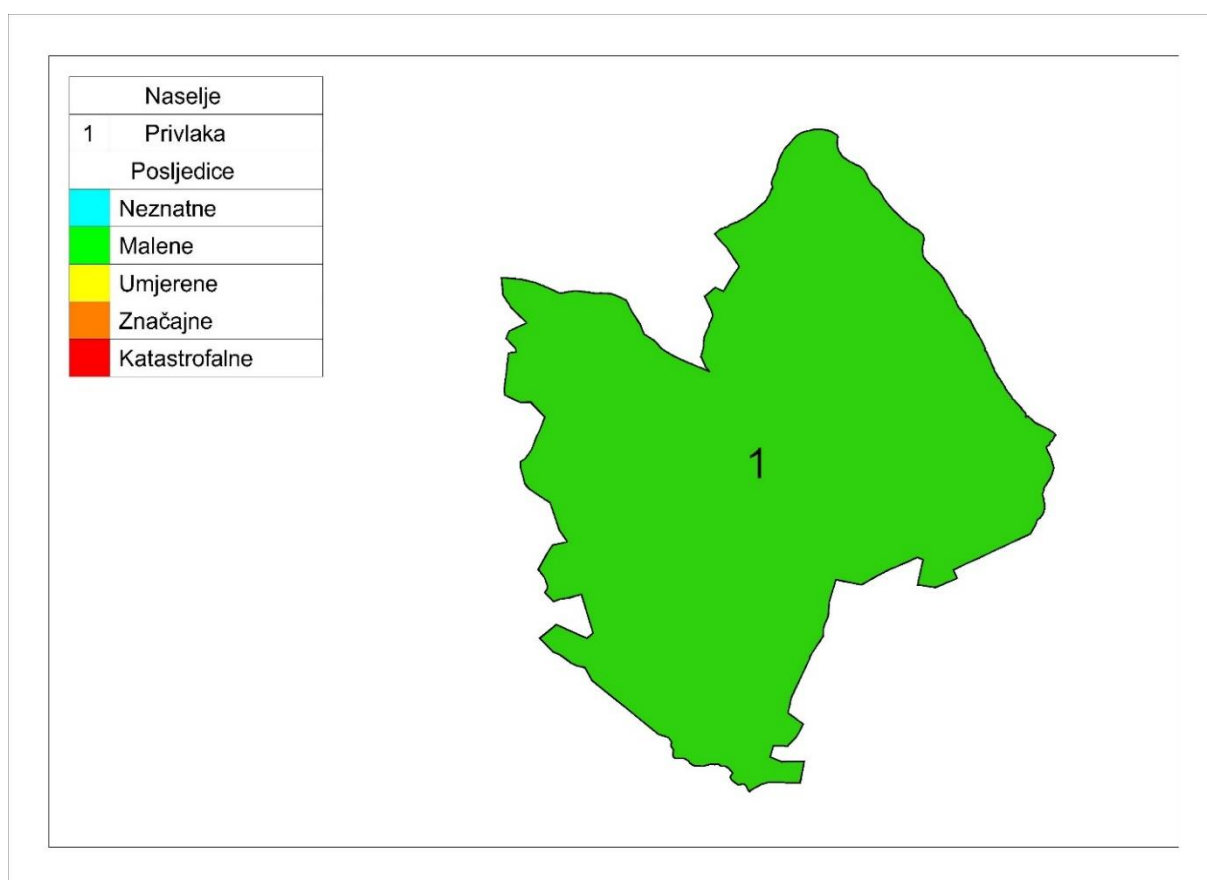 Naselje
1 Privlaka
Posljedice
Neznatne
Malene
Umjerene
Značajne
Katastrofalne
1